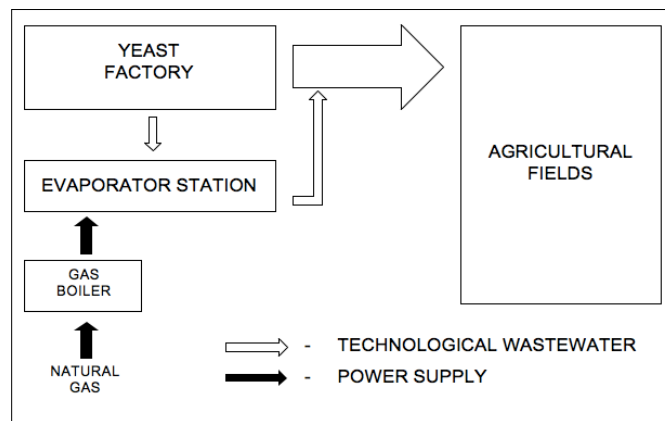 YEAST
FACTORY
EVAPORATOR STATION
AGRICULTURAL
FIELDS
GAS
BOILER
NATURAL
GAS
- TECHNOLOGICAL WASTEWATER
- POWER SUPPLY